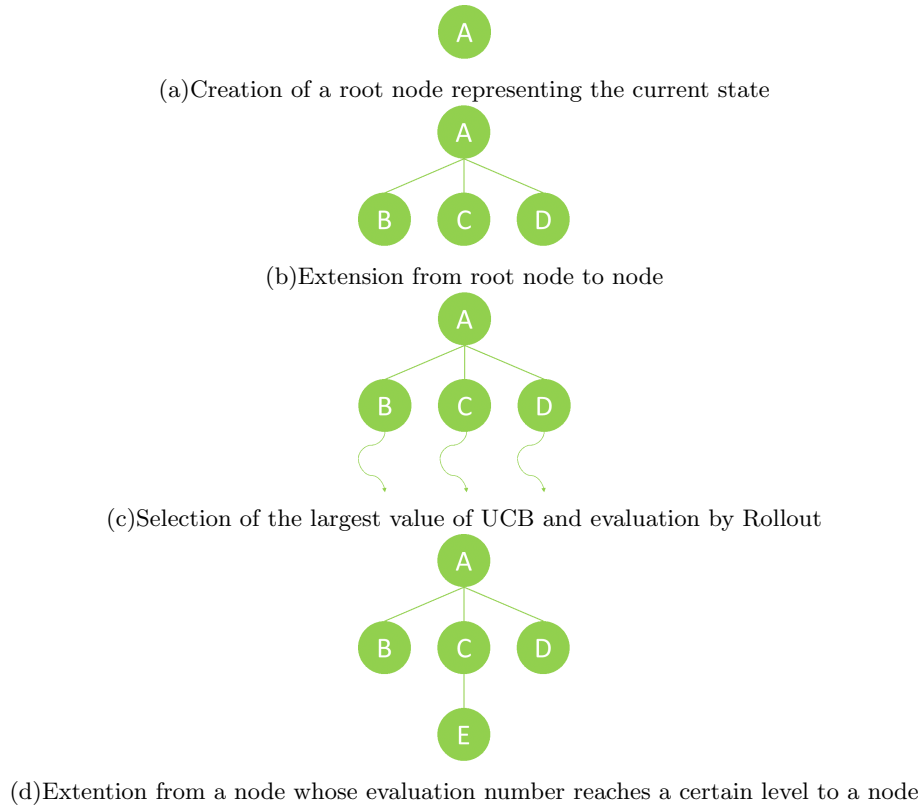 A
(a)Creation of a root node representing the current state
A
B C D
(b)Extension from root node to node
A
B C D
(c)Selection of the largest value of UCB and evaluation by Rollout
A
B C D
E
(d)Extention from a node whose evaluation number reaches a certain level to a node